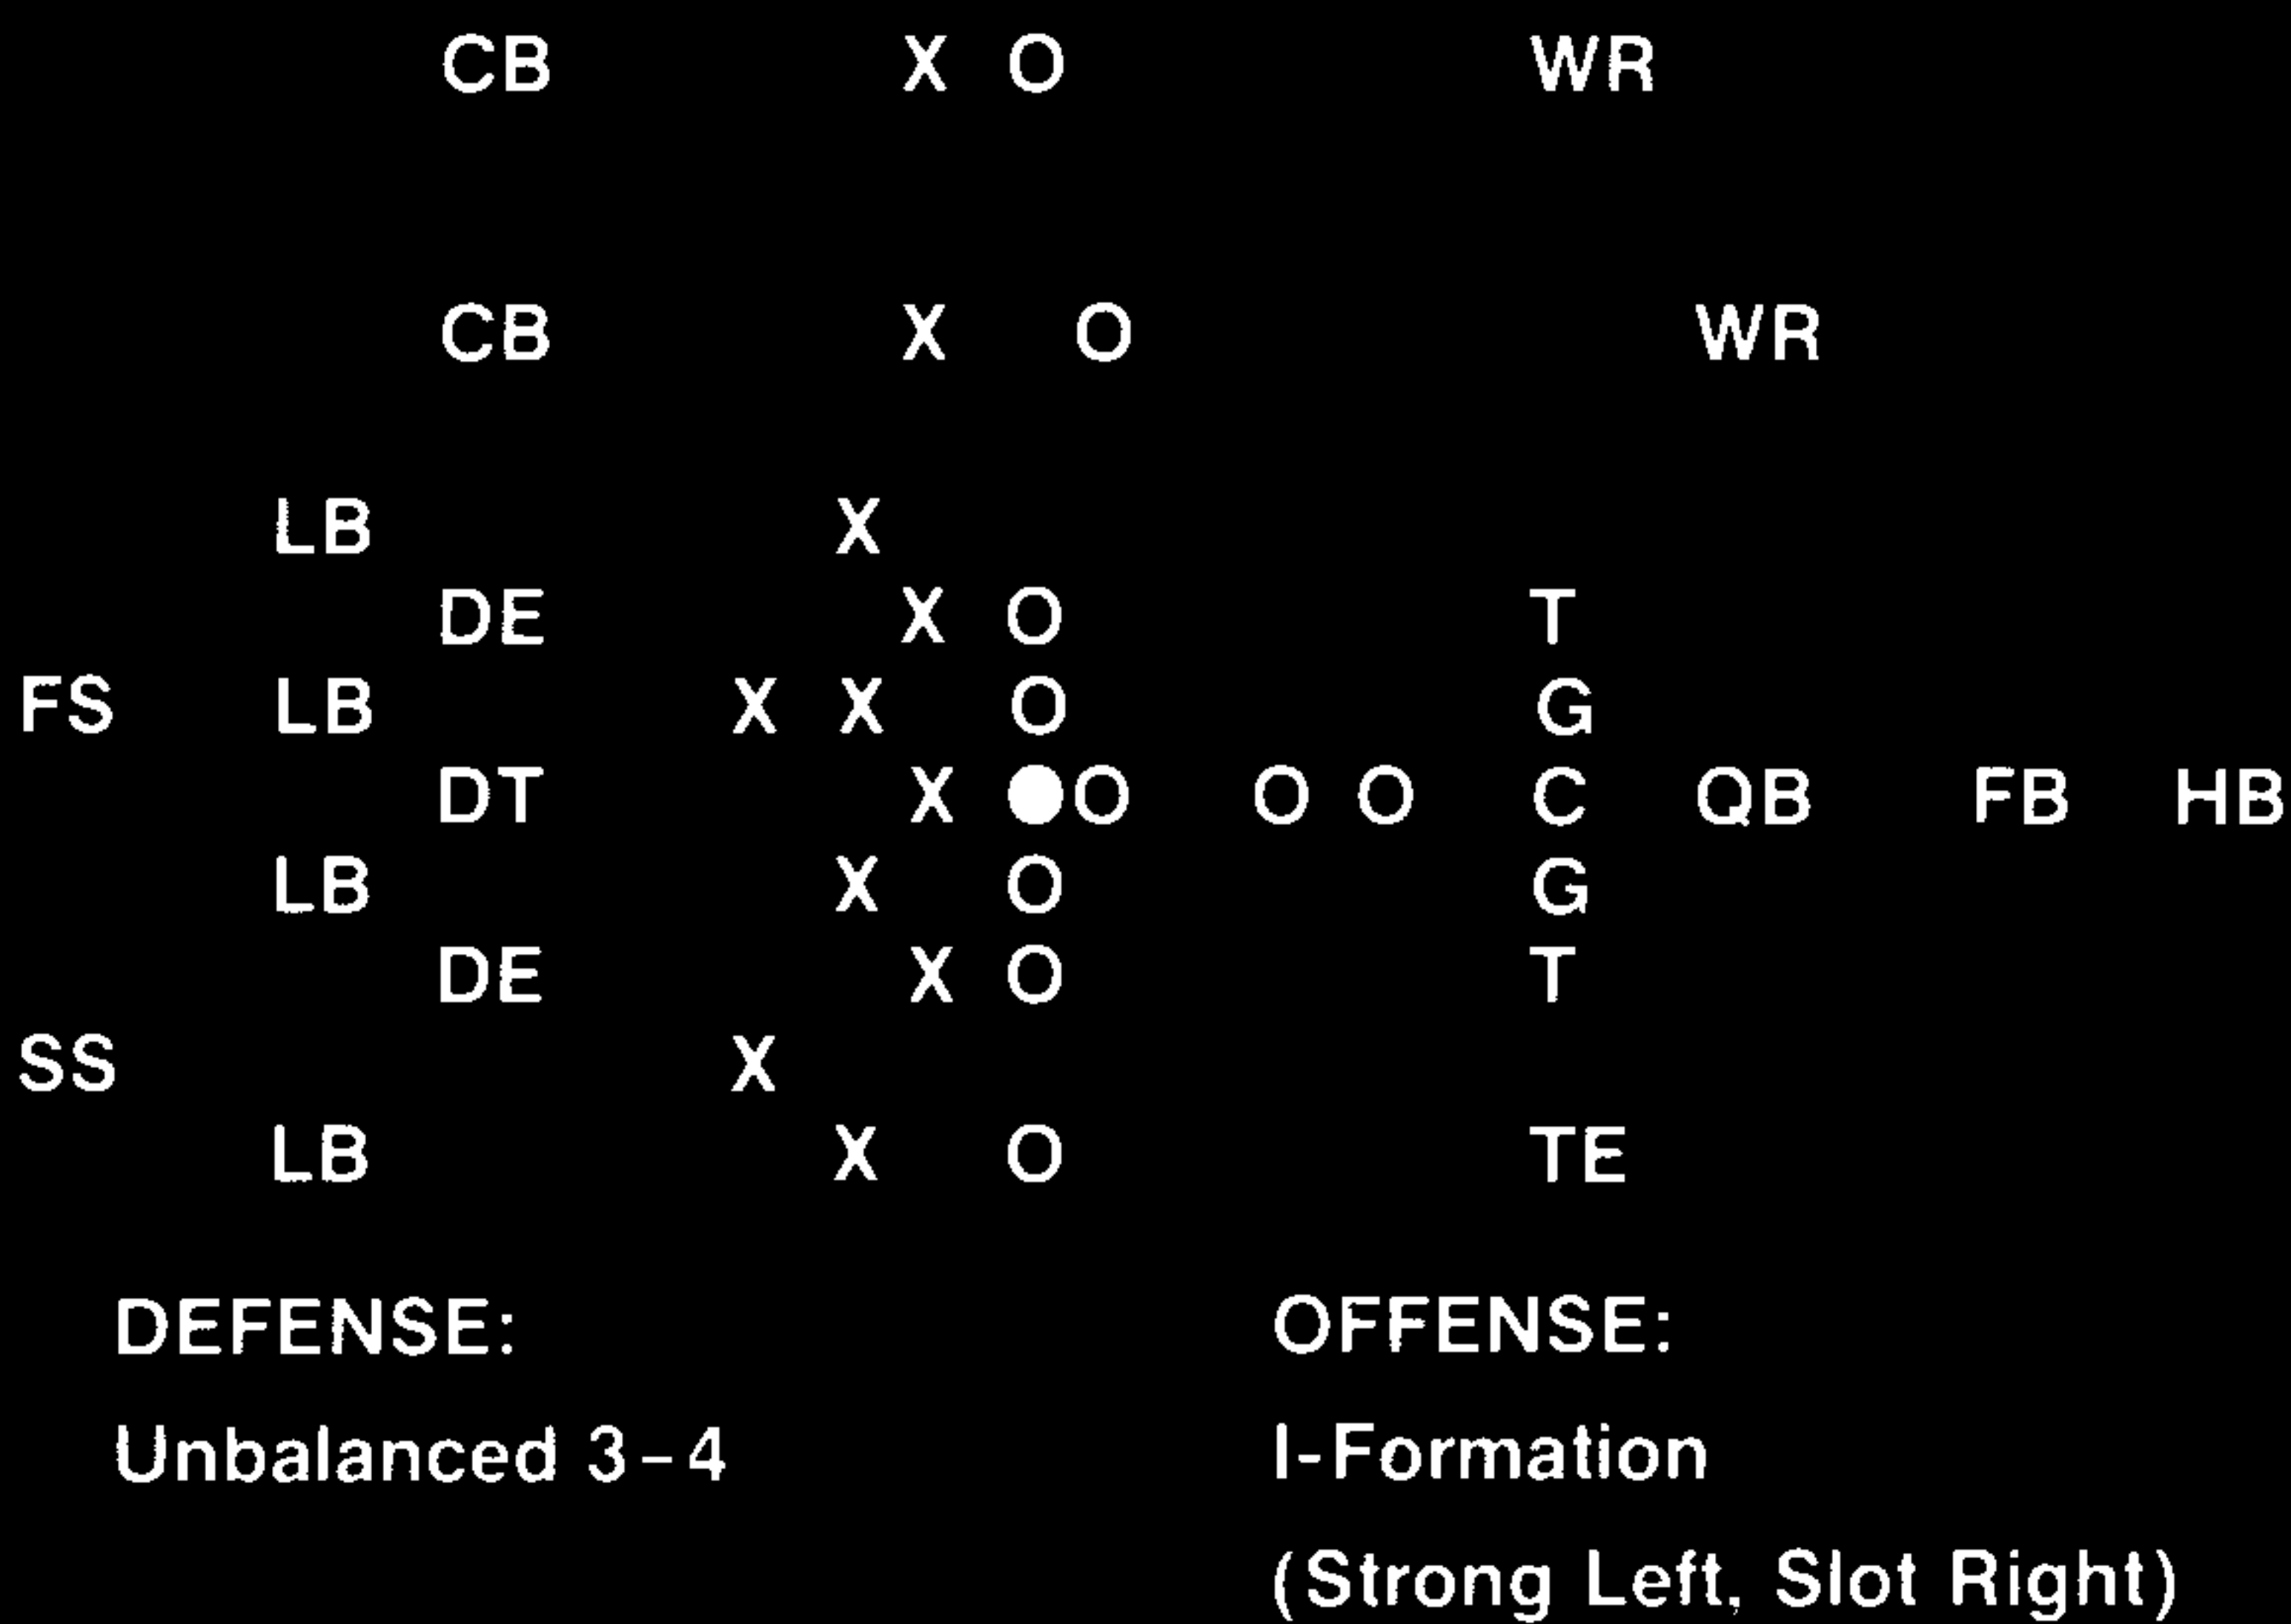 CB X O WR
CB X O WR
LB X
DE X O T
FS LB X X O G
DT X O O O C QB FB HB
LB X O G
DE X O T
SS X
LB X O TE
DEFENSE: OFFENSE:
Unbalanced 3-4 I-Formation
(Strong Left, Slot Right)